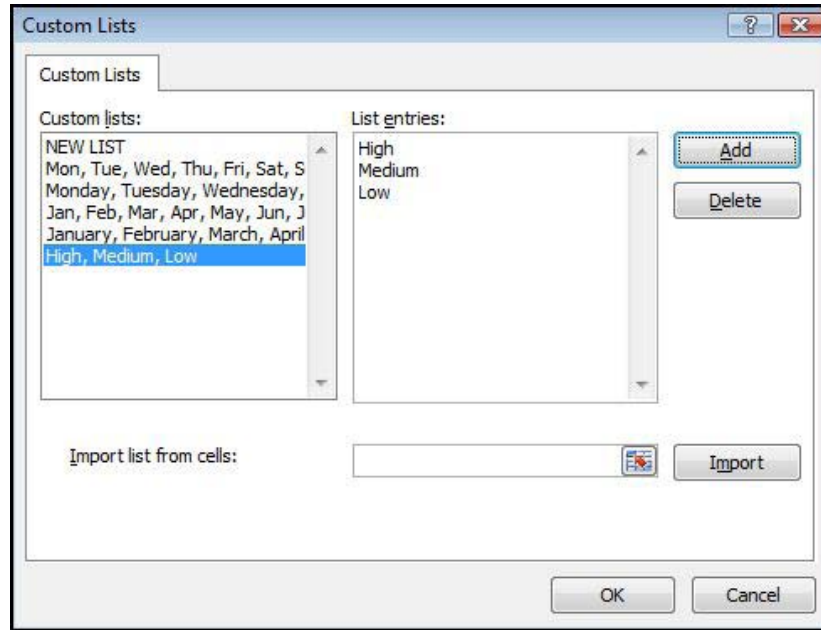 Custom Lists
Custom Lists
Custom lists:
NEW LIST
Mon, Tue, Wed, Thu, Fri, Sat, S
Monday, Tuesday, Wednesday,
Jan, Feb, Mar, Apr, May, Jun, J
January, February, March, April
High, Medium, Low
List entries:
High
Medium
Low
Add
Delete
Import list from cells:
Import
OK
Cancel